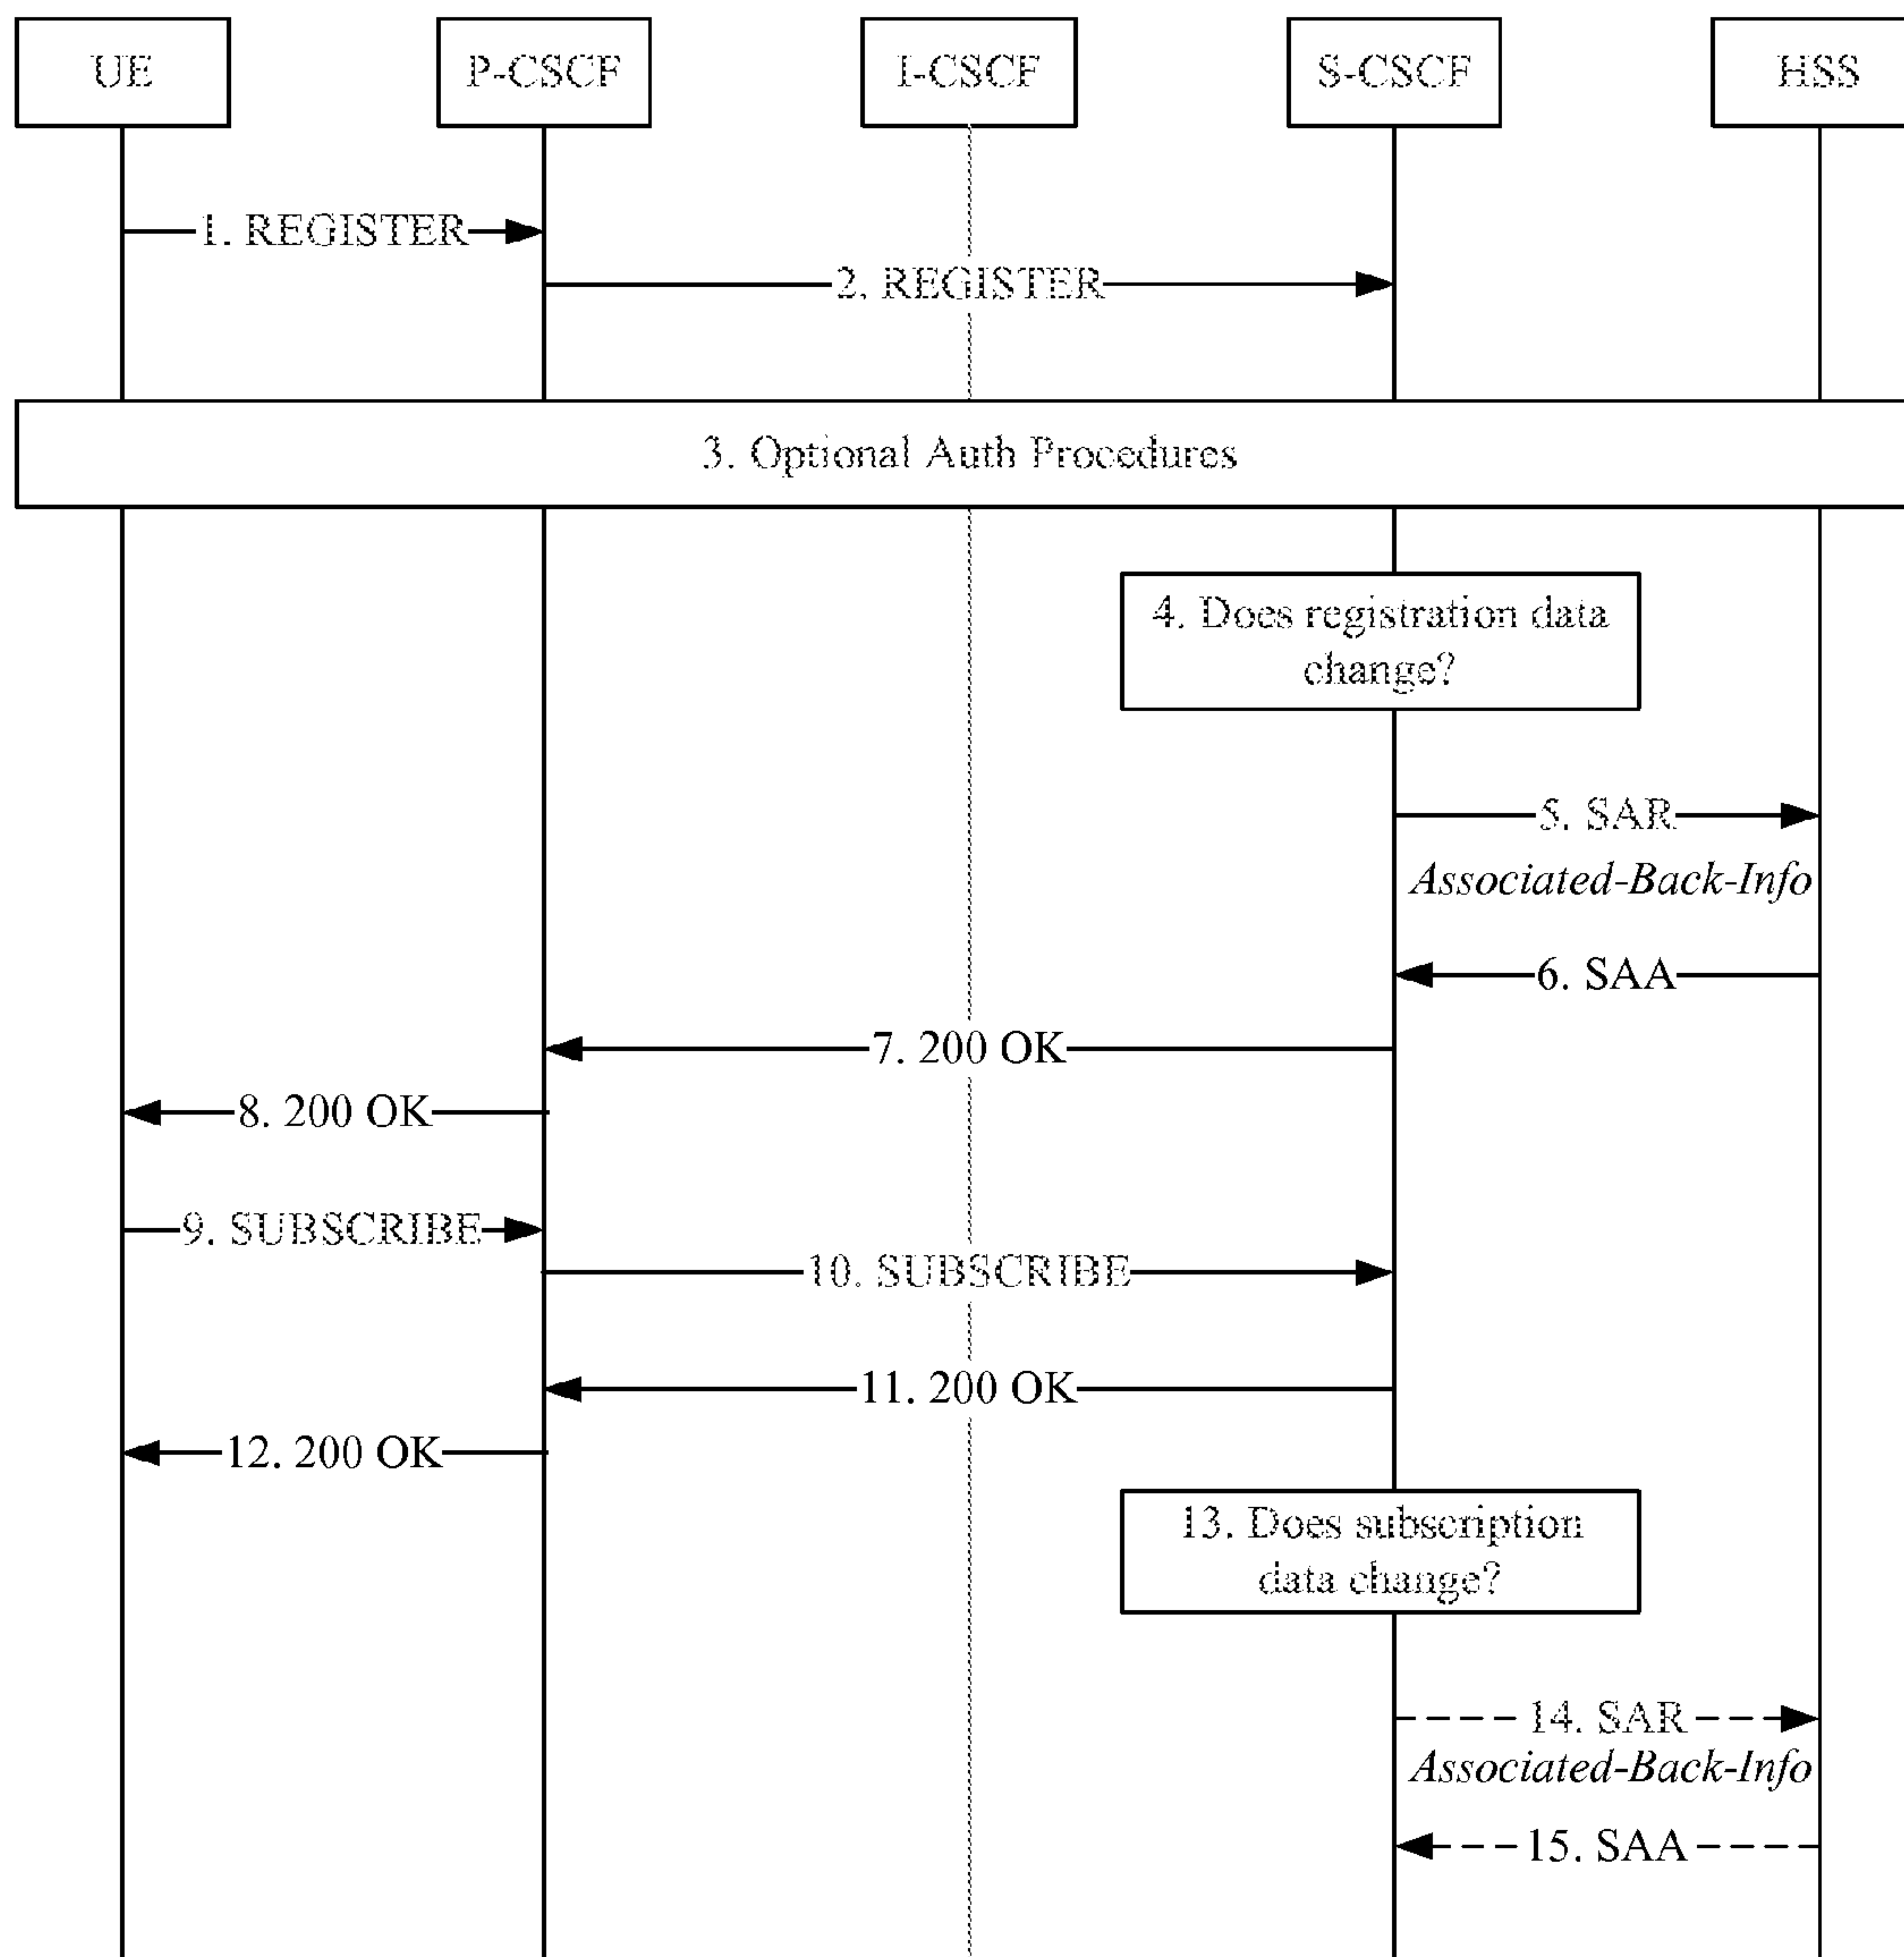 UE
P-CSCF
I-CSCF
S-CSCF
HSS
1. REGISTER
2. REGISTER
3. Optional Auth Procedures
4. Does registration data
change?
5. SAR
Associated-Back-Info
6. SAA
7. 200 OK
8. 200 OK
9. SUBSCRIBE
10. SUBSCRIBE
11. 200 OK
12. 200 OK
13. Does subscription
data change?
14. SAR
Associated-Back-Info
15. SAA